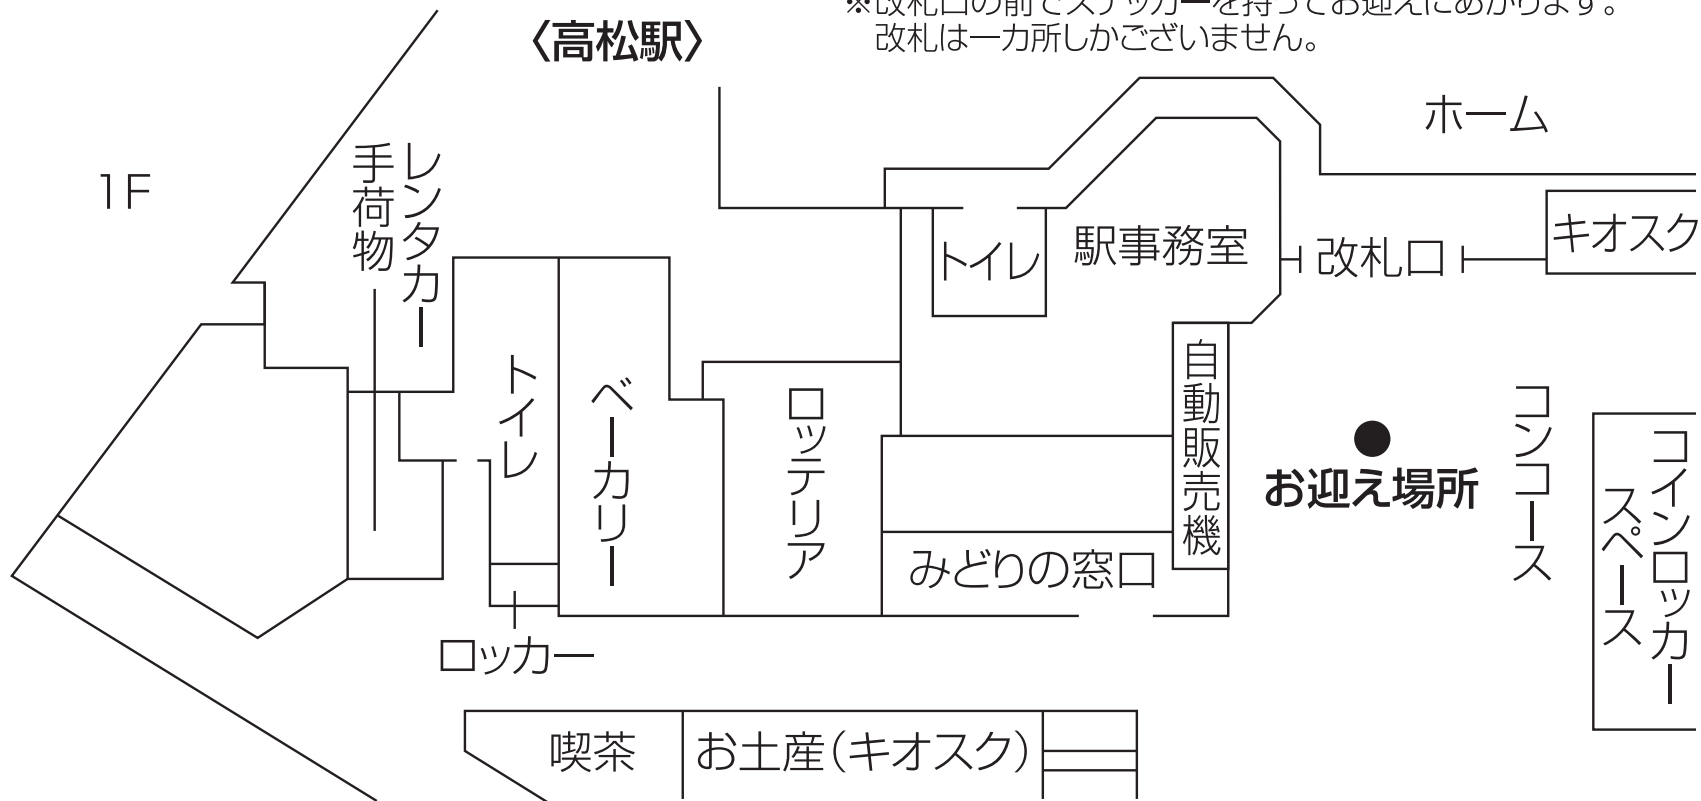 ※改札口の前でステッカーを持ってお迎えにあがります。
改札は一カ所しかございません。
〈高松駅〉
1F
ホーム
レンタカー
手荷物
トイレ
駅事務室
改札口
キオスク
トイレ
ベーカリー
ロッテリア
自動販売機
みどりの窓口
お迎え場所
コンコース
コインロッカー
スペース
ロッカー
喫茶
お土産(キオスク)